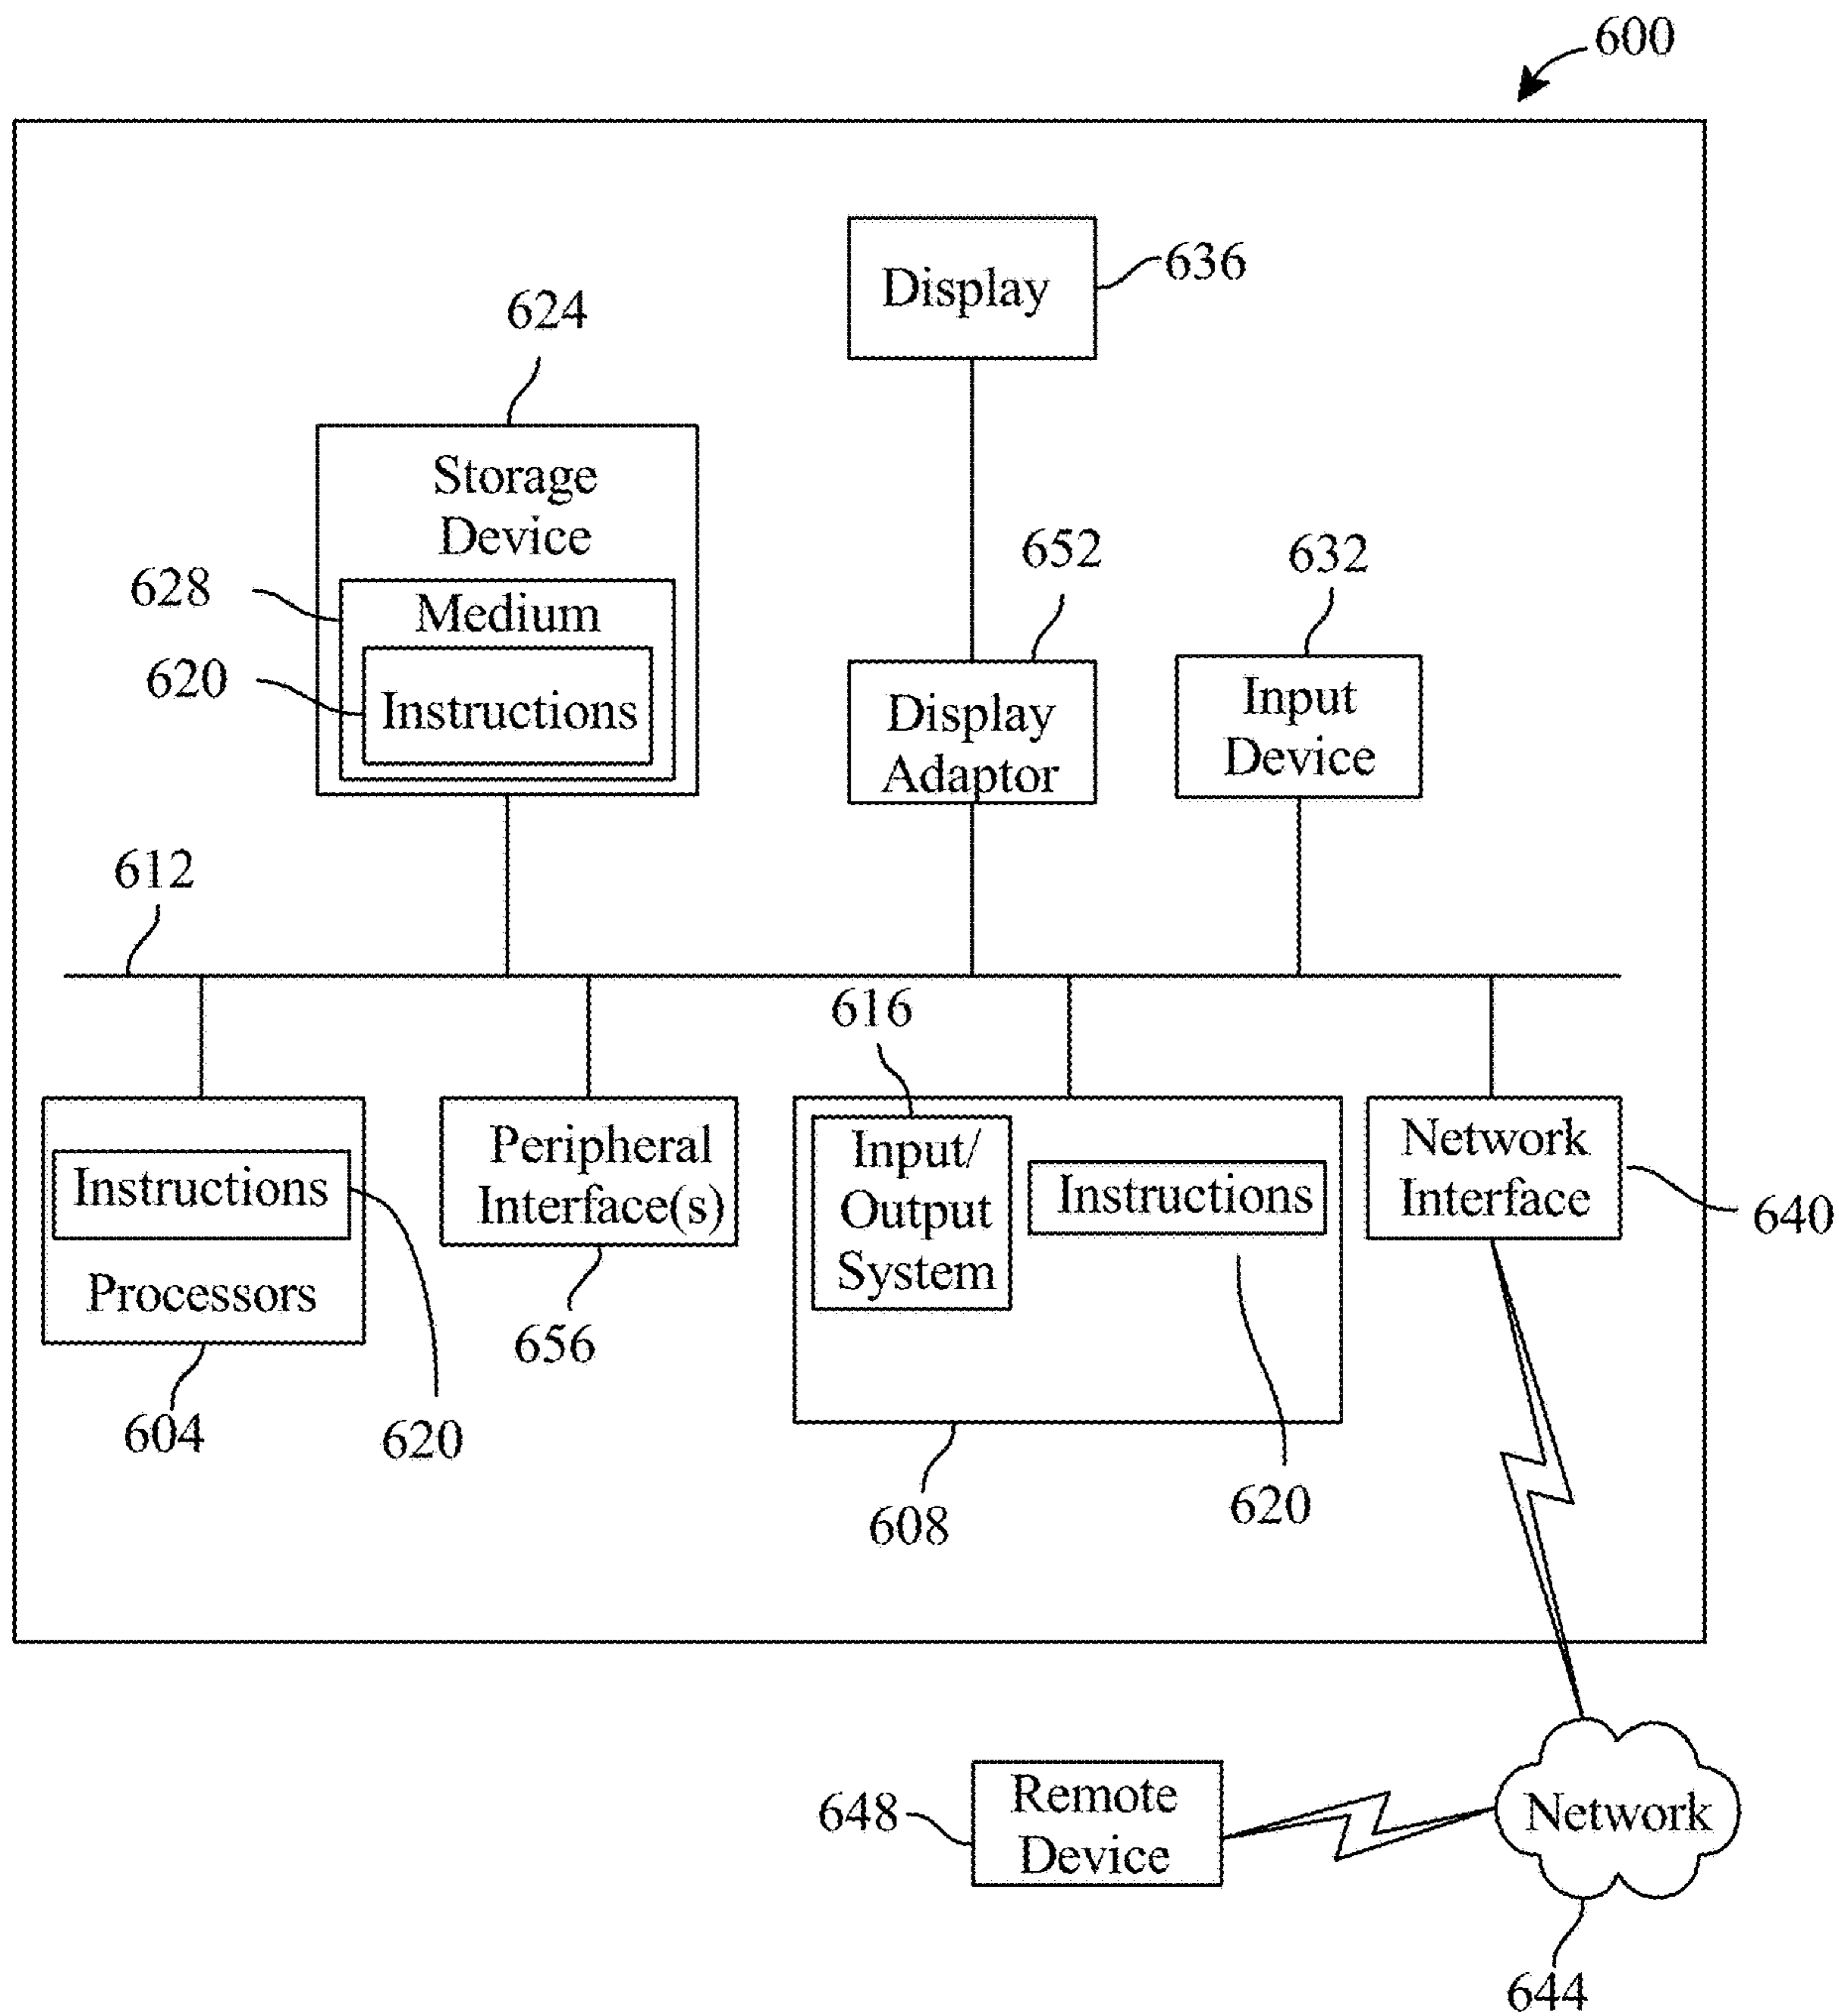 600
Display
636
624
Storage
Device
628
Medium
620
Instructions
652
Display
Adaptor
632
Input
Device
612
616
Instructions
Processors
604
620
Peripheral
Interface(s)
656
Input/
Output
System
Instructions
608
620
Network
Interface
640
648
Remote
Device
Network
644